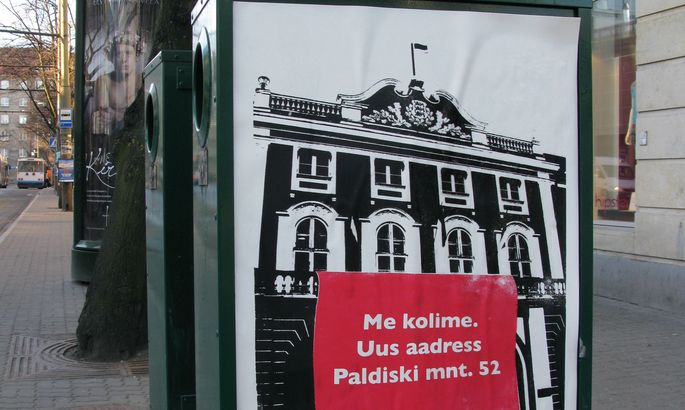 Me kolime.
Uus aadress
Paldiski mnt. 52